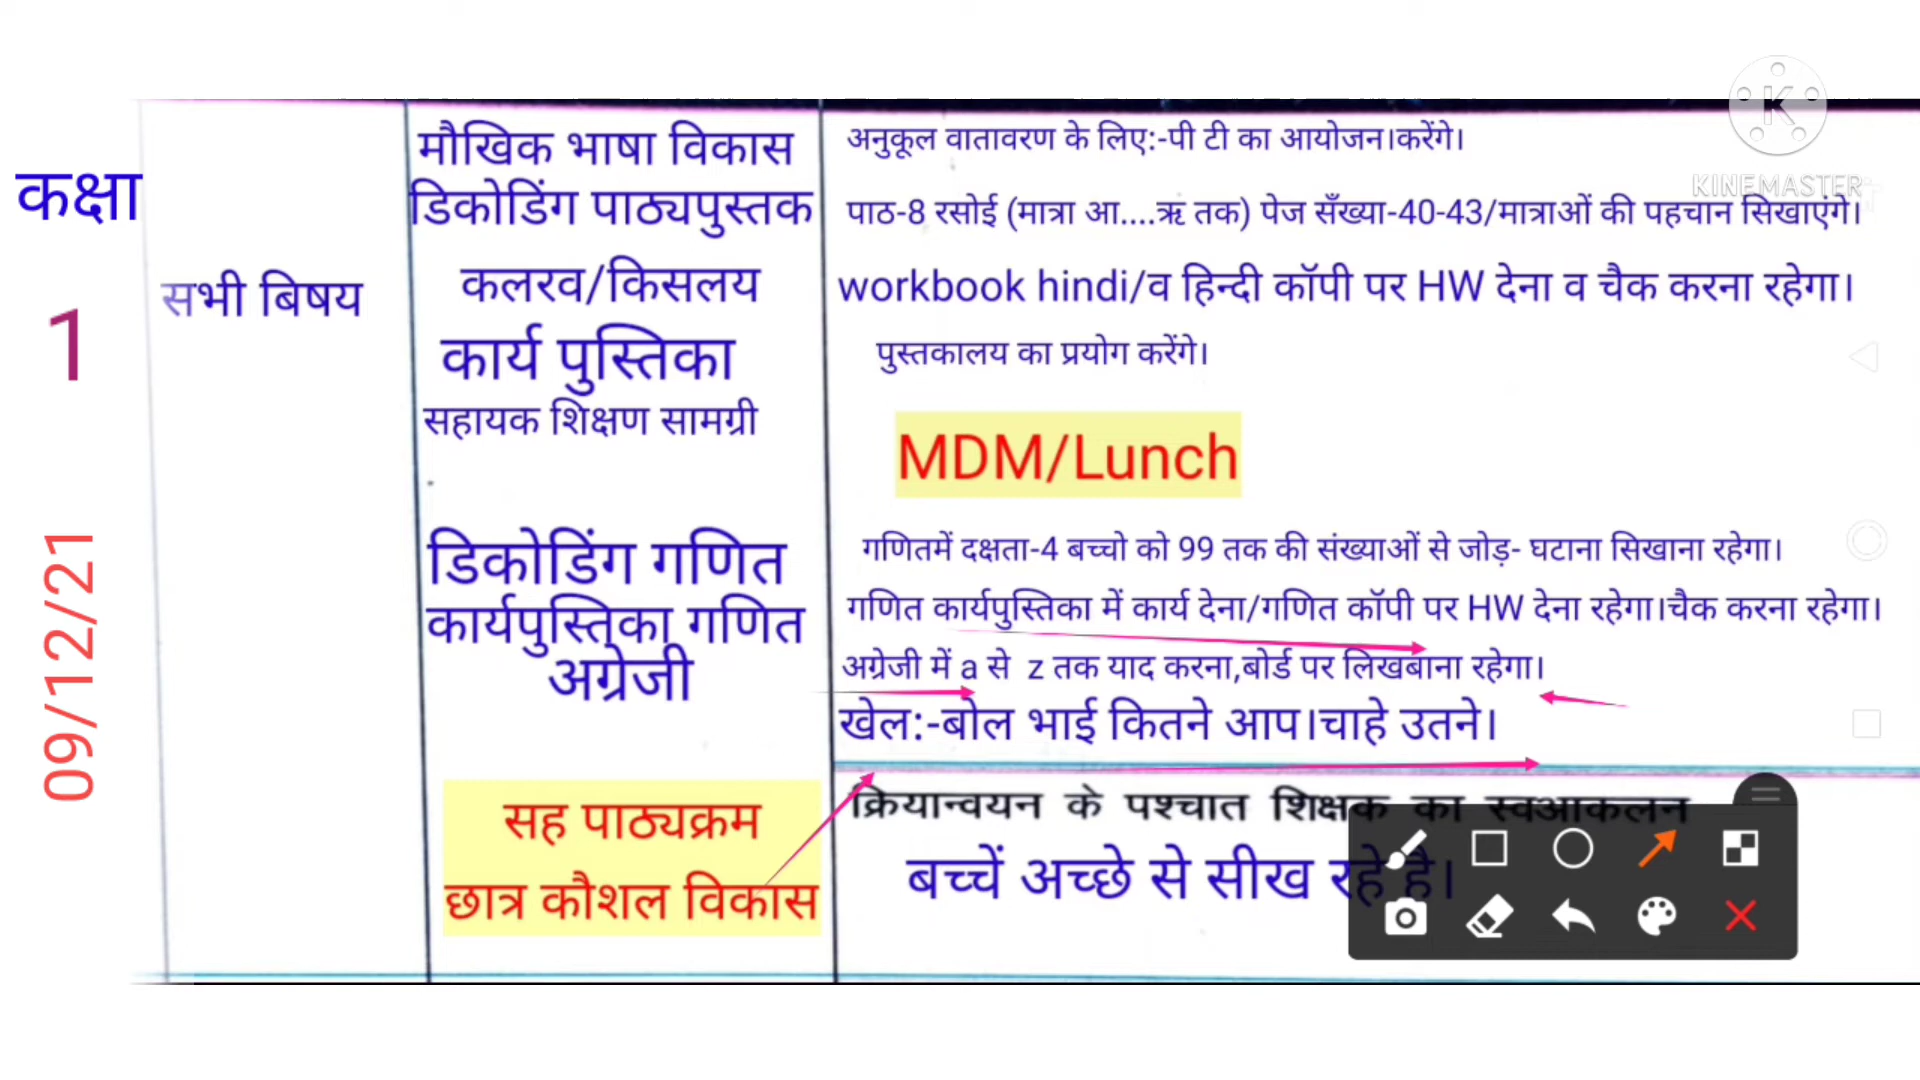 KINEMASTER
कक्षा
1
09/12/21
सभी बिषय
मौखिक भाषा विकास
डिकोडिंग पाठ्यपुस्तक
कलरव/किसलय
कार्य पुस्तिका
सहायक शिक्षण सामग्री
डिकोडिंग गणित
कार्यपुस्तिका गणित
अग्रेजी
सह पाठ्यक्रम
छात्र कौशल विकास
अनुकूल वातावरण के लिए:-पी टी का आयोजन।करेंगे।
पाठ-8 रसोई (मात्रा आ....ऋ तक) पेज सँख्या-40-43/मात्राओं की पहचान सिखाएंगे।
workbook hindi/व हिन्दी कॉपी पर HW देना व चैक करना रहेगा।
पुस्तकालय का प्रयोग करेंगे।
MDM/Lunch
गणितमें दक्षता-4 बच्चो को 99 तक की संख्याओं से जोड़- घटाना सिखाना रहेगा।
गणित कार्यपुस्तिका में कार्य देना/गणित कॉपी पर HW देना रहेगा।चैक करना रहेगा।
अग्रेजी में a से z तक याद करना,बोर्ड पर लिखबाना रहेगा।
खेल:-बोल भाई कितने आप।चाहे उतने।
क्रियान्वयन के पश्चात शिक्षक का स्वआकलन
बच्चें अच्छे से सीख रहे है।